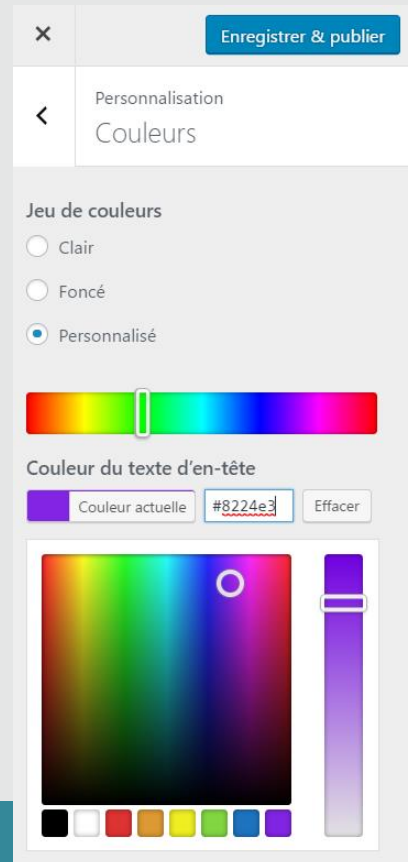 Enregistrer & publier
Personnalisation
Couleurs
Jeu de couleurs
Clair
Foncé
Personnalisé
Couleur du texte d'en-tête
Couleur actuelle #8224e3 Effacer